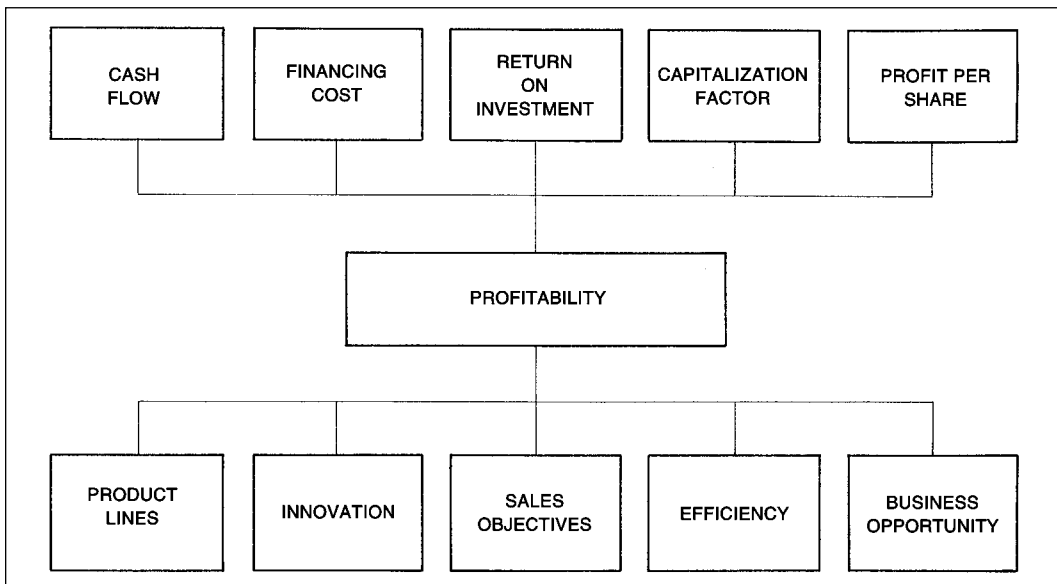 CASH
FLOW
FINANCING
COST
RETURN
ON
INVESTMENT
CAPITALIZATION
FACTOR
PROFIT PER
SHARE
PROFITABILITY
PRODUCT
LINES
INNOVATION
SALES
OBJECTIVES
EFFICIENCY
BUSINESS
OPPORTUNITY